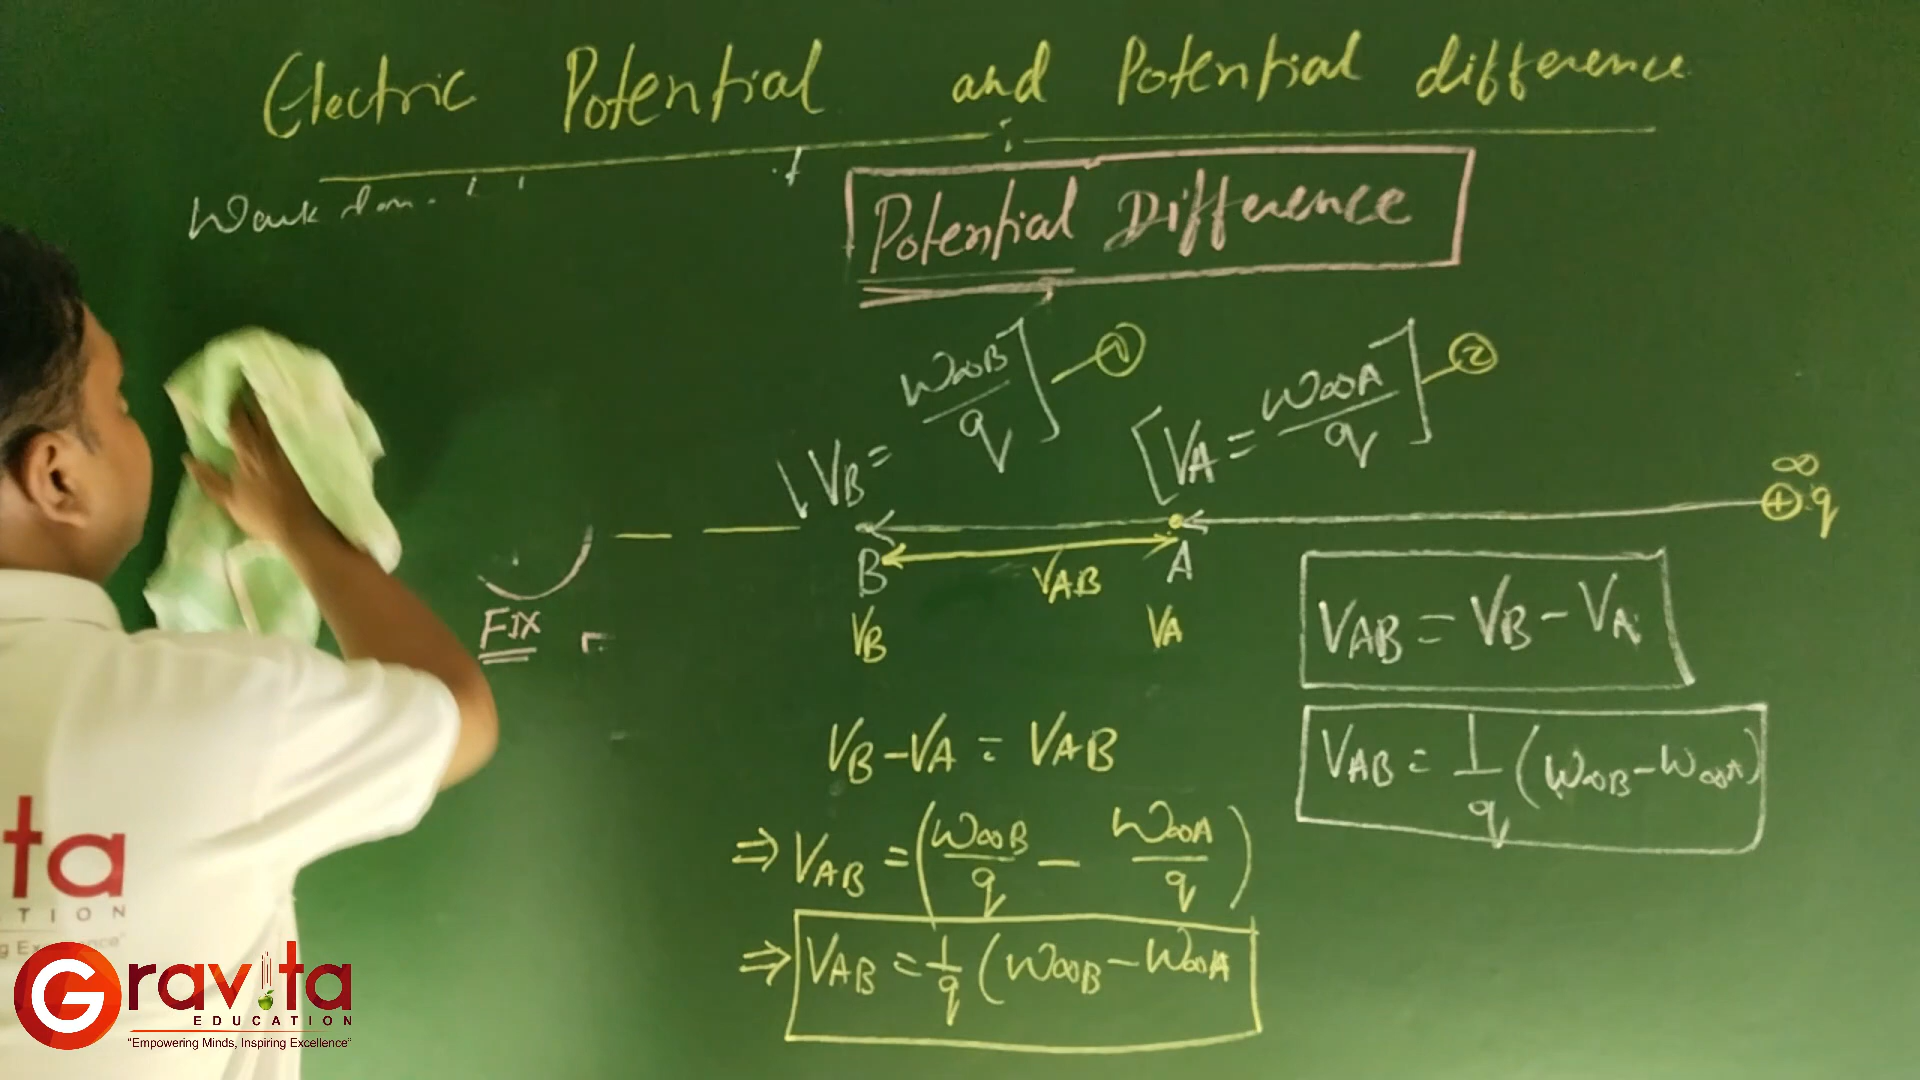 Electric Potential and Potential difference
Work
Potential Difference
[VB = W∞B/q] ①
[VA = W∞A/q] ②
∞
+ q
B
VAB
A
FIX
VB
VA
VAB = VB - VA
VB - VA = VAB
VAB = 1/q (W∞B - W∞A)
⇒ VAB = (W∞B/q - W∞A/q)
⇒ VAB = 1/q (W∞B - W∞A
ta
TION
Gravita
EDUCATION
"Empowering Minds, Inspiring Excellence"